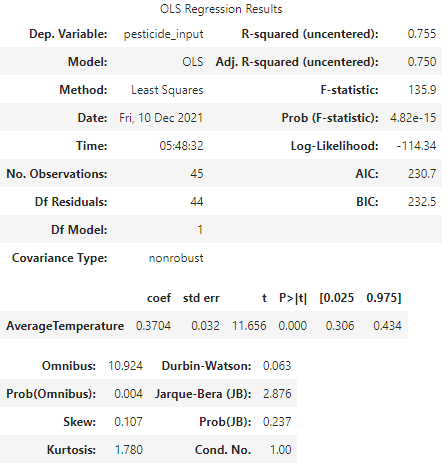 OLS Regression Results
Dep. Variable: pesticide_input R-squared (uncentered): 0.755
Model: OLS Adj. R-squared (uncentered): 0.750
Method: Least Squares F-statistic: 135.9
Date: Fri, 10 Dec 2021 Prob (F-statistic): 4.82e-15
Time: 05:48:32 Log-Likelihood: -114.34
No. Observations: 45 AIC: 230.7
Df Residuals: 44 BIC: 232.5
Df Model: 1
Covariance Type: nonrobust
coef std err t P>|t| [0.025 0.975]
AverageTemperature 0.3704 0.032 11.656 0.000 0.306 0.434
Omnibus: 10.924 Durbin-Watson: 0.063
Prob(Omnibus): 0.004 Jarque-Bera (JB): 2.876
Skew: 0.107 Prob(JB): 0.237
Kurtosis: 1.780 Cond. No. 1.00